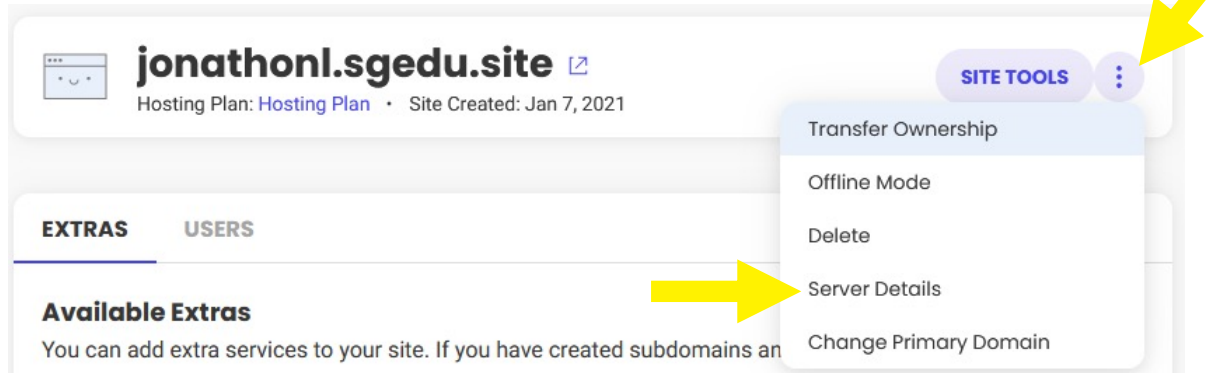 jonathonl.sgedu.site
Hosting Plan: Hosting Plan · Site Created: Jan 7, 2021
SITE TOOLS
Transfer Ownership
Offline Mode
Delete
Server Details
Change Primary Domain
EXTRAS USERS
Available Extras
You can add extra services to your site. If you have created subdomains an